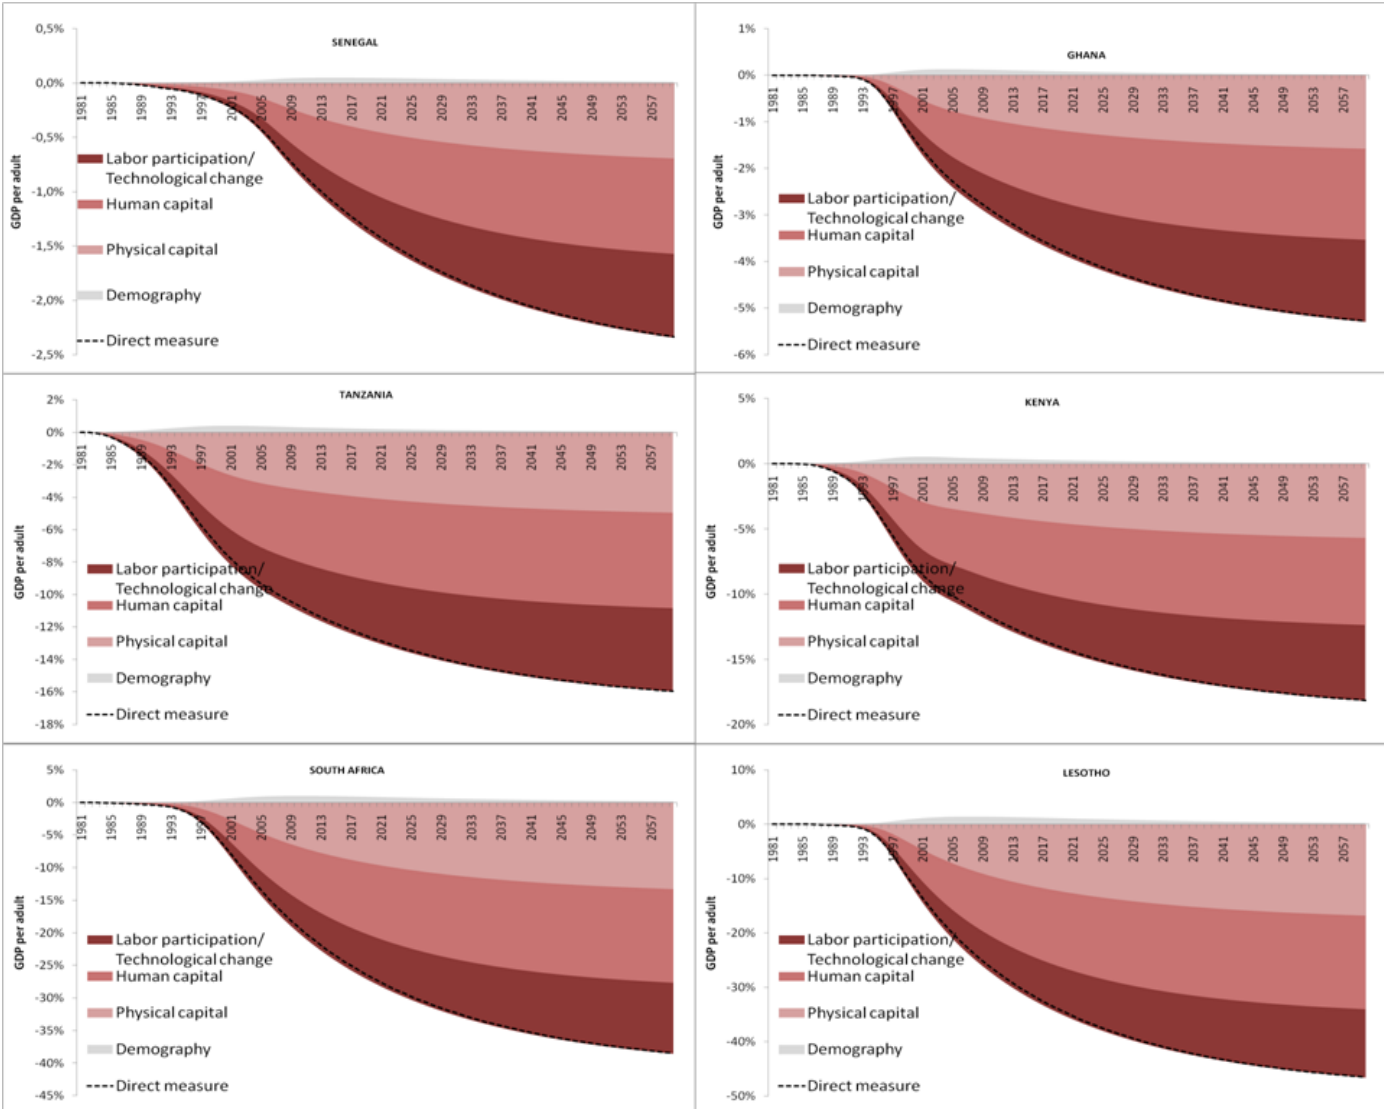 SENEGAL
0,5%
0,0%
-0,5%
-1,0%
-1,5%
-2,0%
-2,5%
GDP per adult
1981 1985 1989 1993 1997 2001 2005 2009 2013 2017 2021 2025 2029 2033 2037 2041 2045 2049 2053 2057
Labor participation/
Technological change
Human capital
Physical capital
Demography
Direct measure
GHANA
1%
0%
-1%
-2%
-3%
-4%
-5%
-6%
GDP per adult
1981 1985 1989 1993 1997 2001 2005 2009 2013 2017 2021 2025 2029 2033 2037 2041 2045 2049 2053 2057
Labor participation/
Technological change
Human capital
Physical capital
Demography
Direct measure
TANZANIA
2%
0%
-2%
-4%
-6%
-8%
-10%
-12%
-14%
-16%
-18%
GDP per adult
1981 1985 1989 1993 1997 2001 2005 2009 2013 2017 2021 2025 2029 2033 2037 2041 2045 2049 2053 2057
Labor participation/
Technological change
Human capital
Physical capital
Demography
Direct measure
KENYA
5%
0%
-5%
-10%
-15%
-20%
GDP per adult
1981 1985 1989 1993 1997 2001 2005 2009 2013 2017 2021 2025 2029 2033 2037 2041 2045 2049 2053 2057
Labor participation/
Technological change
Human capital
Physical capital
Demography
Direct measure
SOUTH AFRICA
5%
0%
-5%
-10%
-15%
-20%
-25%
-30%
-35%
-40%
-45%
GDP per adult
1981 1985 1989 1993 1997 2001 2005 2009 2013 2017 2021 2025 2029 2033 2037 2041 2045 2049 2053 2057
Labor participation/
Technological change
Human capital
Physical capital
Demography
Direct measure
LESOTHO
10%
0%
-10%
-20%
-30%
-40%
-50%
GDP per adult
1981 1985 1989 1993 1997 2001 2005 2009 2013 2017 2021 2025 2029 2033 2037 2041 2045 2049 2053 2057
Labor participation/
Technological change
Human capital
Physical capital
Demography
Direct measure